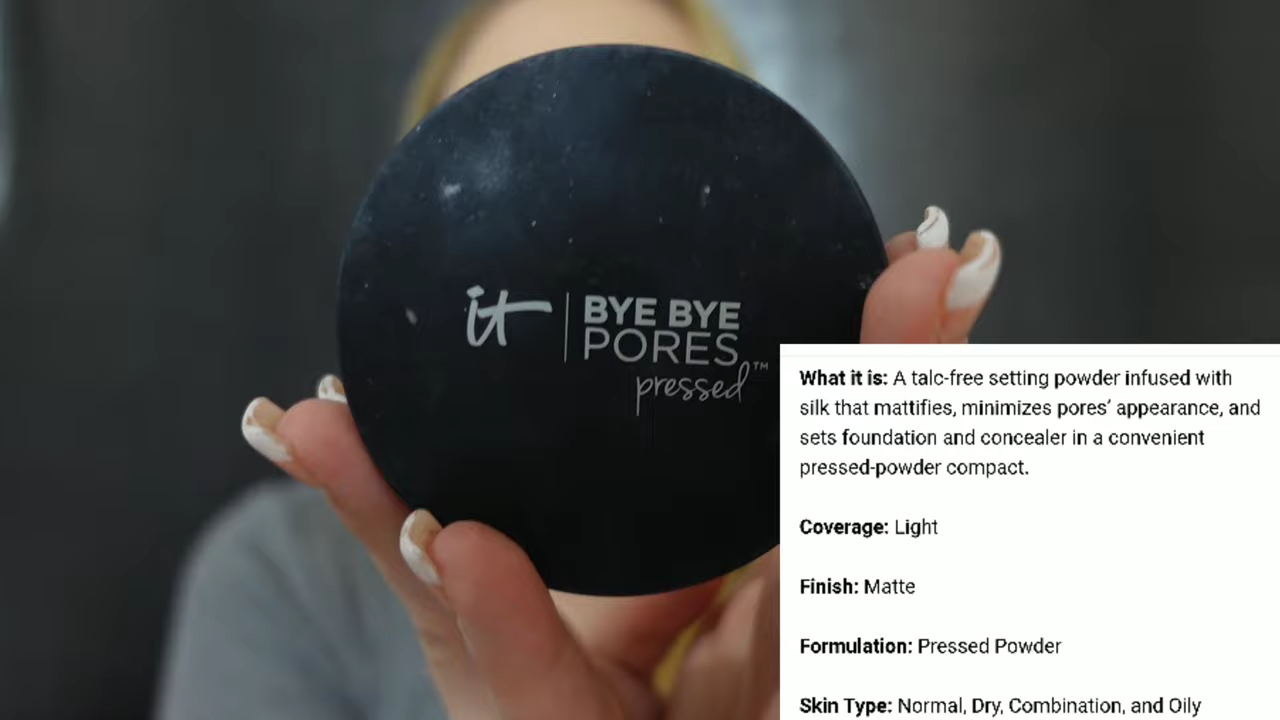 it
BYE BYE
PORES
pressed™
What it is: A talc-free setting powder infused with
silk that mattifies, minimizes pores’ appearance, and
sets foundation and concealer in a convenient
pressed-powder compact.
Coverage: Light
Finish: Matte
Formulation: Pressed Powder
Skin Type: Normal, Dry, Combination, and Oily